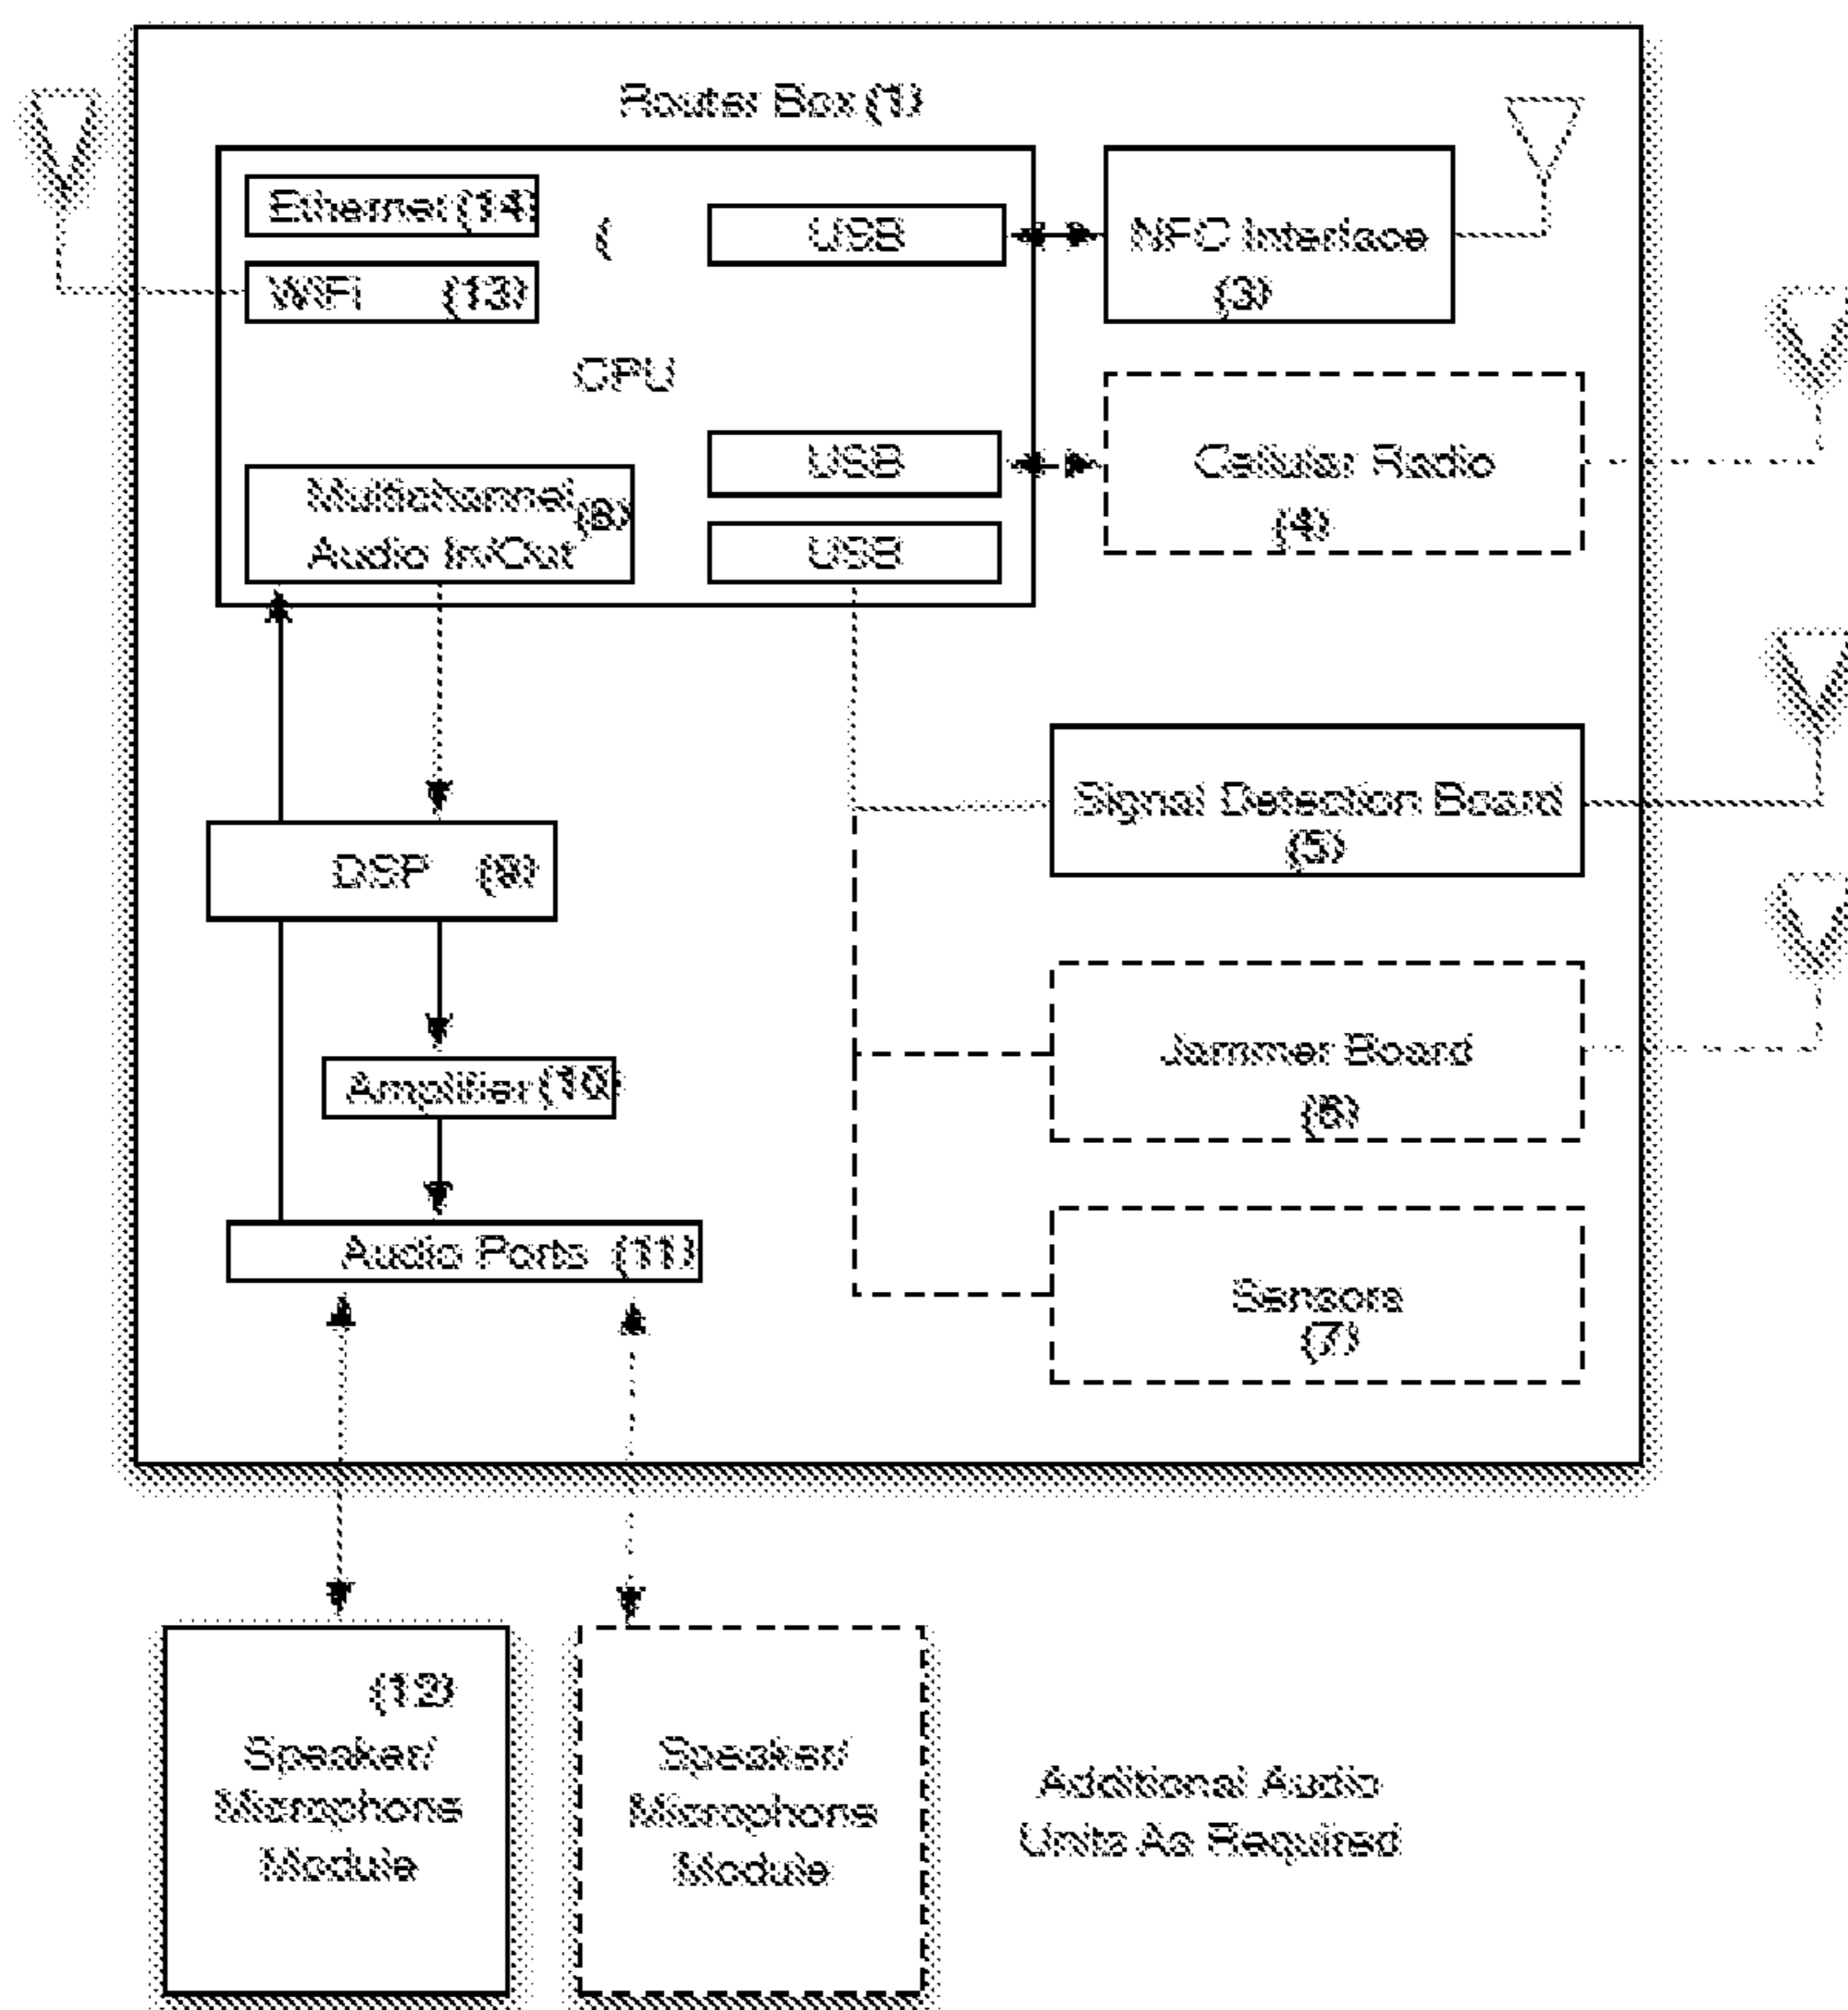 Router Box (1)
Ethernet (14)
(
USB
NFC Interface
(3)
WiFi (13)
CPU
USB
Cellular Radio
(4)
Multichannel
Audio In/Out
(8)
USB
Signal Detection Board
(5)
DSP (9)
Jammer Board
(6)
Amplifier (10)
Audio Ports (11)
Sensors
(7)
(12)
Speaker/
Microphone
Module
Speaker/
Microphone
Module
Additional Audio
Units As Required